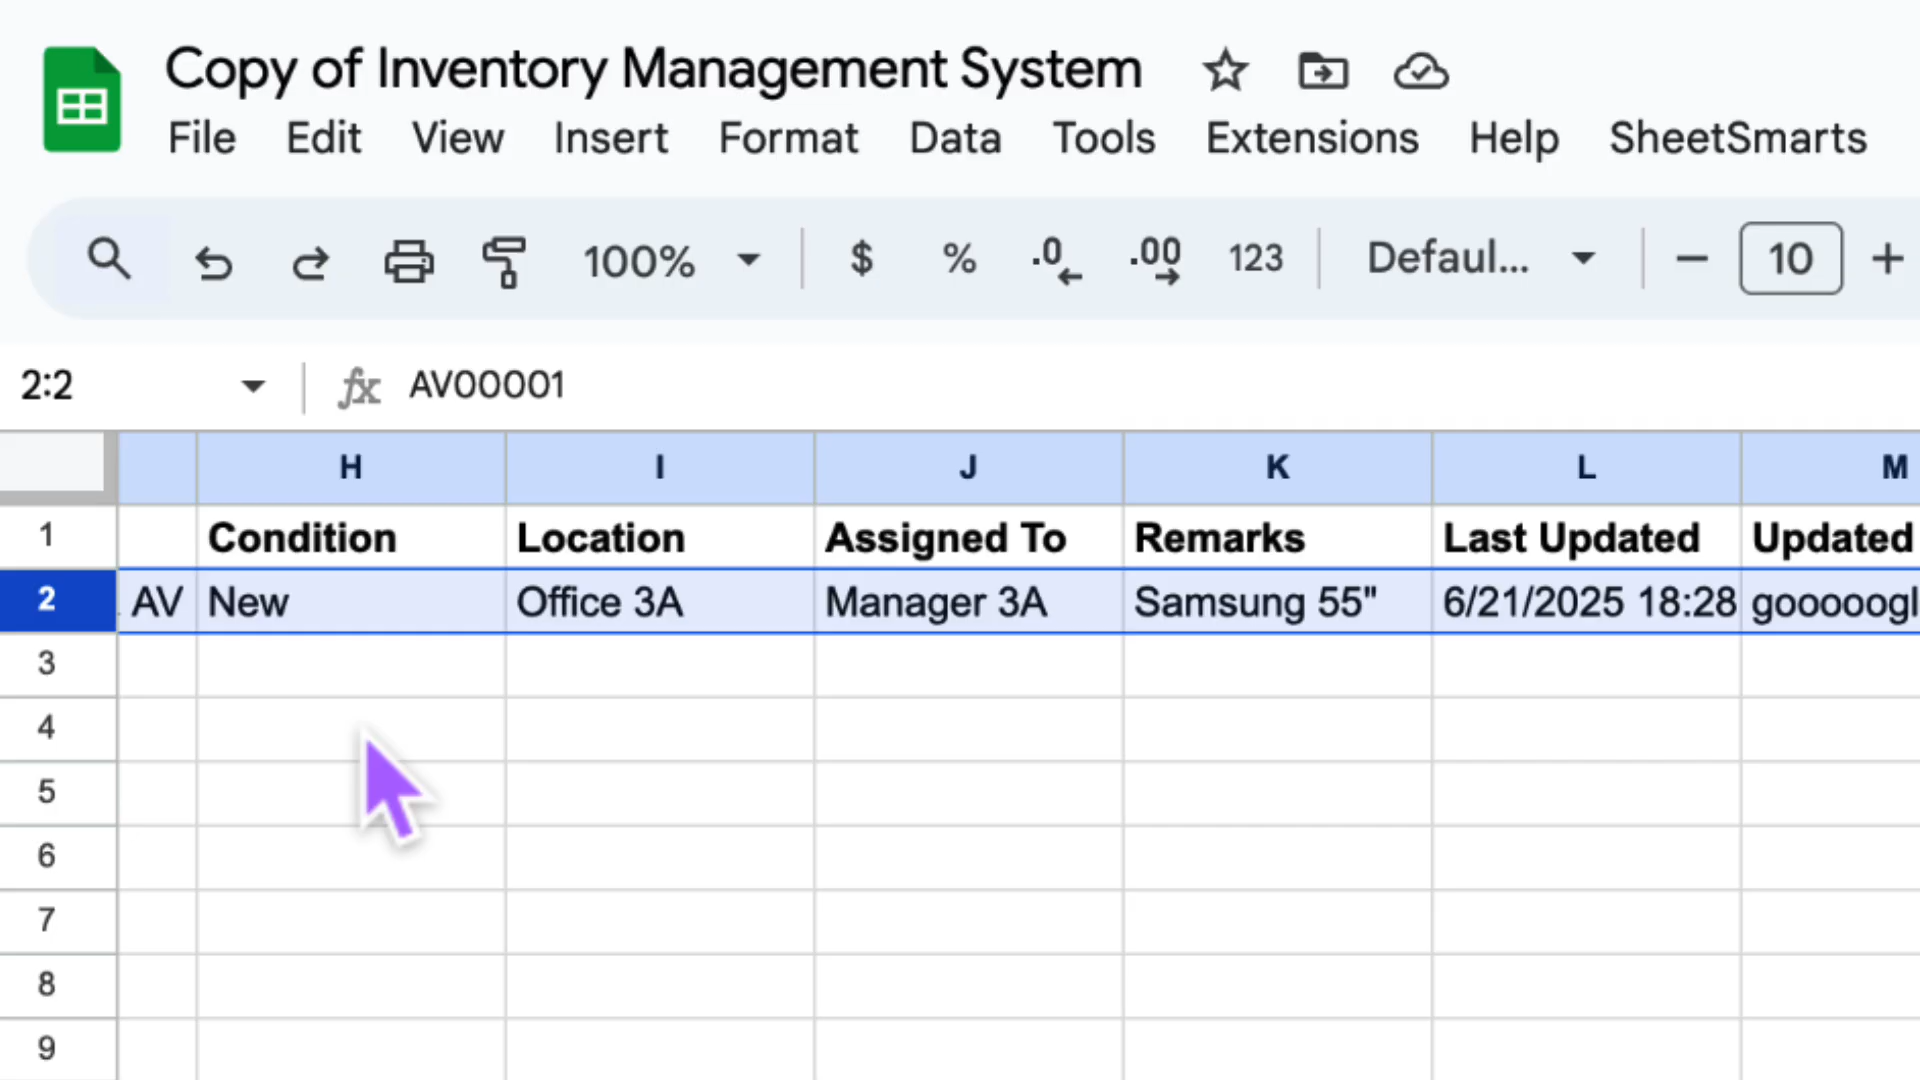 Copy of Inventory Management System
File Edit View Insert Format Data Tools Extensions Help SheetSmarts
100% $ % .0 .00 123 Defaul... − 10 +
2:2 fx AV00001
H I J K L M
1 Condition Location Assigned To Remarks Last Updated Updated
2 AV New Office 3A Manager 3A Samsung 55" 6/21/2025 18:28 gooooogl
3
4
5
6
7
8
9